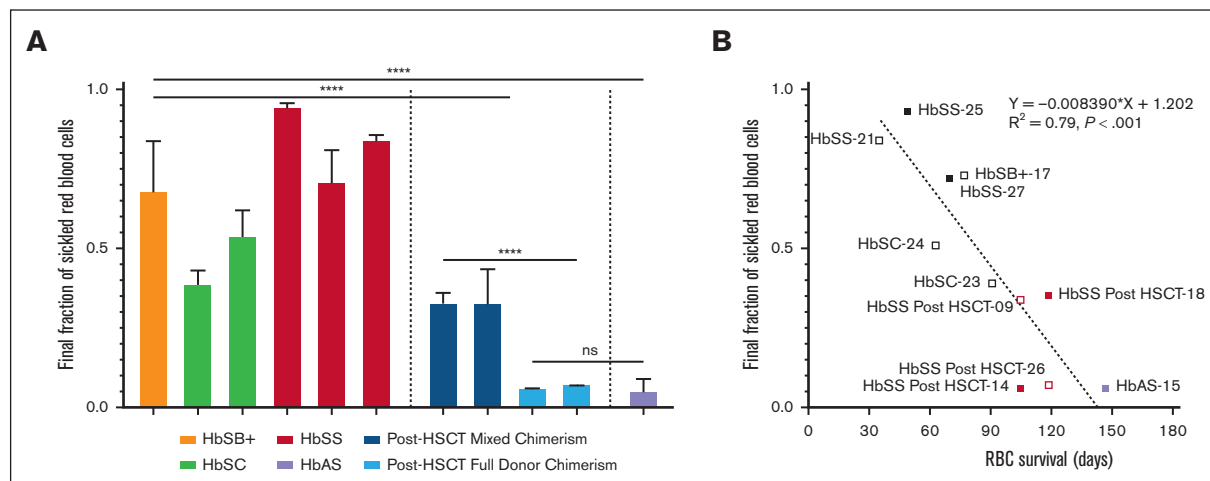 A
Final fraction of sickled red blood cells
1.0
0.5
0.0
****
****
****
ns
HbSB+
HbSS
Post-HSCT Mixed Chimerism
HbSC
HbAS
Post-HSCT Full Donor Chimerism
B
Final fraction of sickled red blood cells
1.0
0.5
0.0
Y = −0.008390*X + 1.202
R² = 0.79, P < .001
HbSS-25
HbSS-21
HbSB+-17
HbSS-27
HbSC-24
HbSC-23
HbSS Post HSCT-18
HbSS Post HSCT-09
HbSS Post HSCT-26
HbSS Post HSCT-14
HbAS-15
0 30 60 90 120 150 180
RBC survival (days)